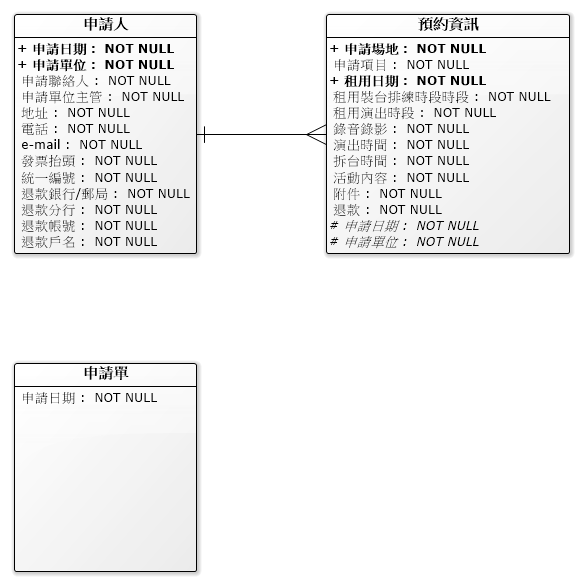 申請人
+ 申請日期： NOT NULL
+ 申請單位： NOT NULL
申請聯絡人： NOT NULL
申請單位主管： NOT NULL
地址： NOT NULL
電話： NOT NULL
e-mail： NOT NULL
發票抬頭： NOT NULL
統一編號： NOT NULL
退款銀行/郵局： NOT NULL
退款分行： NOT NULL
退款帳號： NOT NULL
退款戶名： NOT NULL
預約資訊
+ 申請場地： NOT NULL
申請項目： NOT NULL
+ 租用日期： NOT NULL
租用裝台排練時段時段： NOT NULL
租用演出時段： NOT NULL
錄音錄影： NOT NULL
演出時間： NOT NULL
拆台時間： NOT NULL
活動內容： NOT NULL
附件： NOT NULL
退款： NOT NULL
# 申請日期： NOT NULL
# 申請單位： NOT NULL
申請單
申請日期： NOT NULL